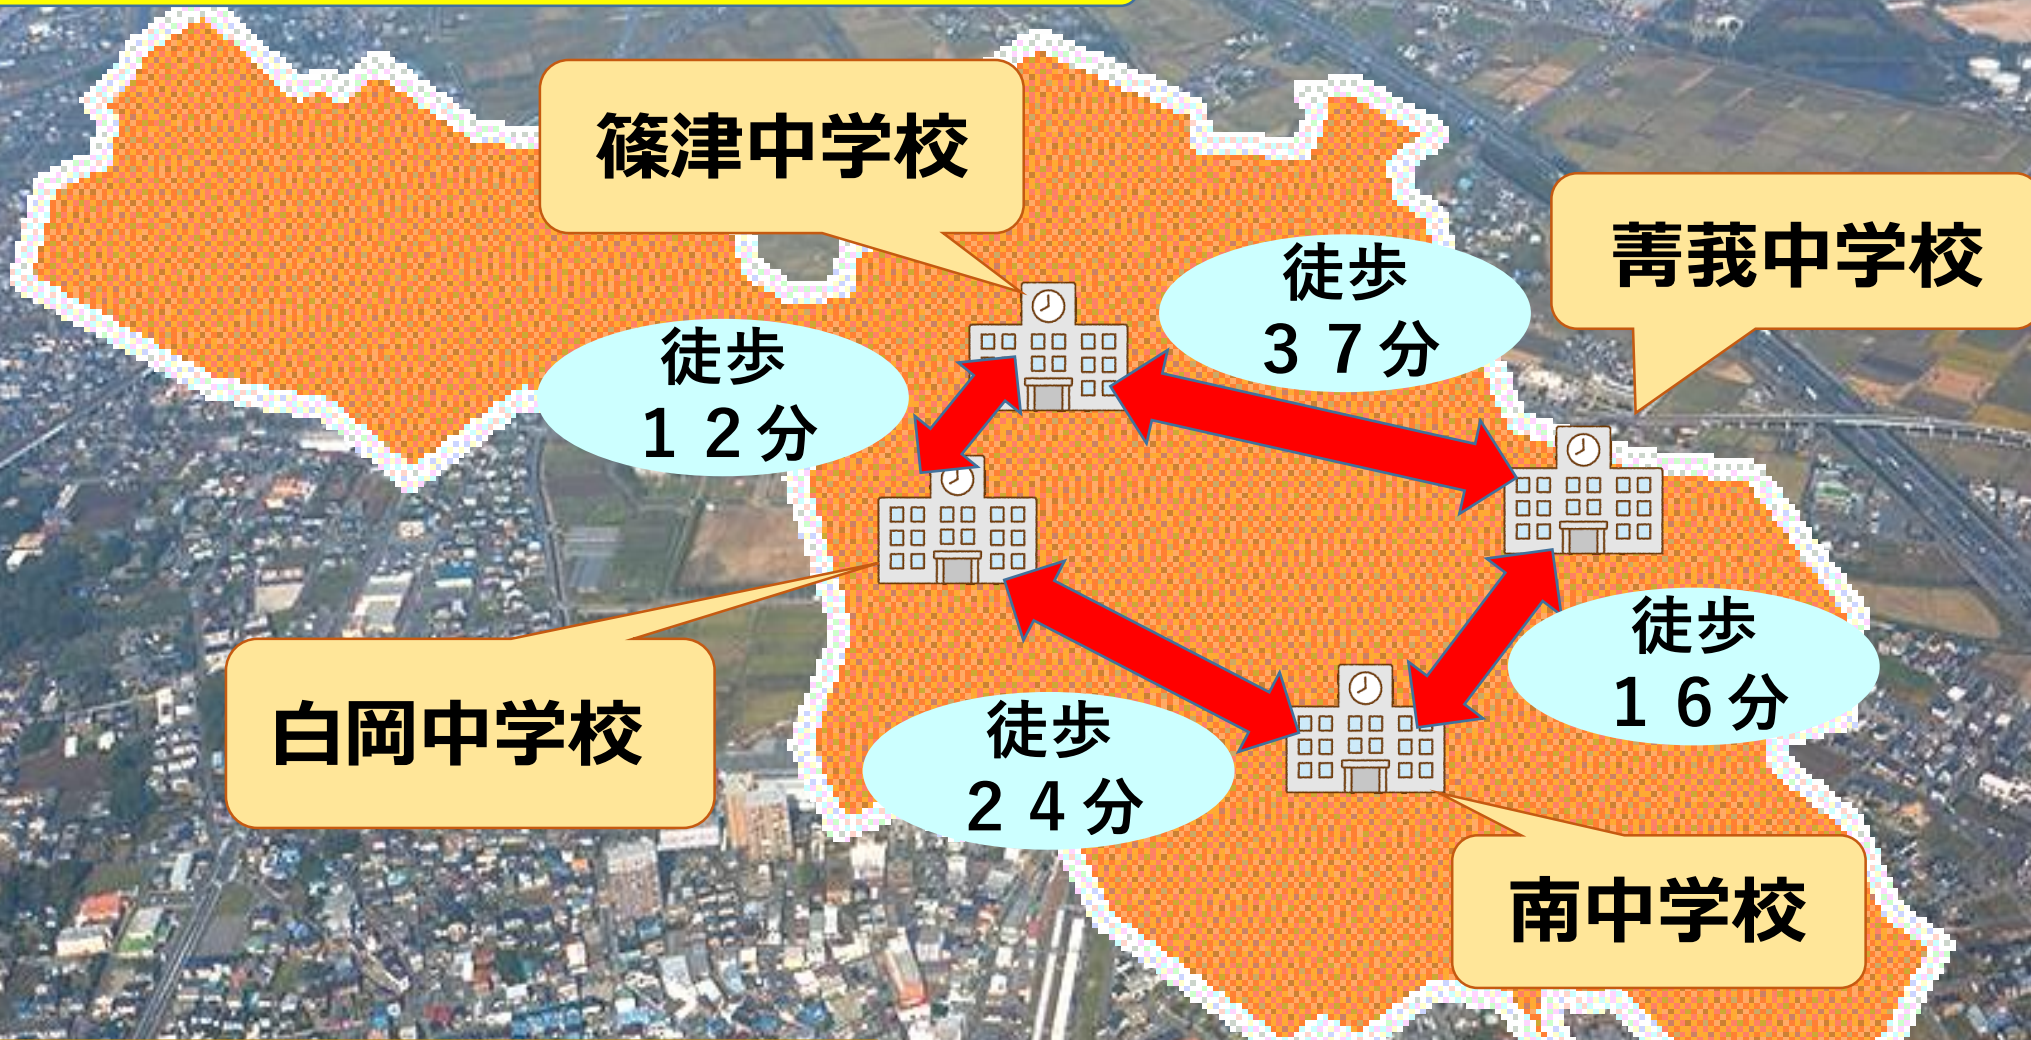 篠津中学校
菁莪中学校
徒歩
３７分
徒歩
１２分
徒歩
１６分
白岡中学校
徒歩
２４分
南中学校